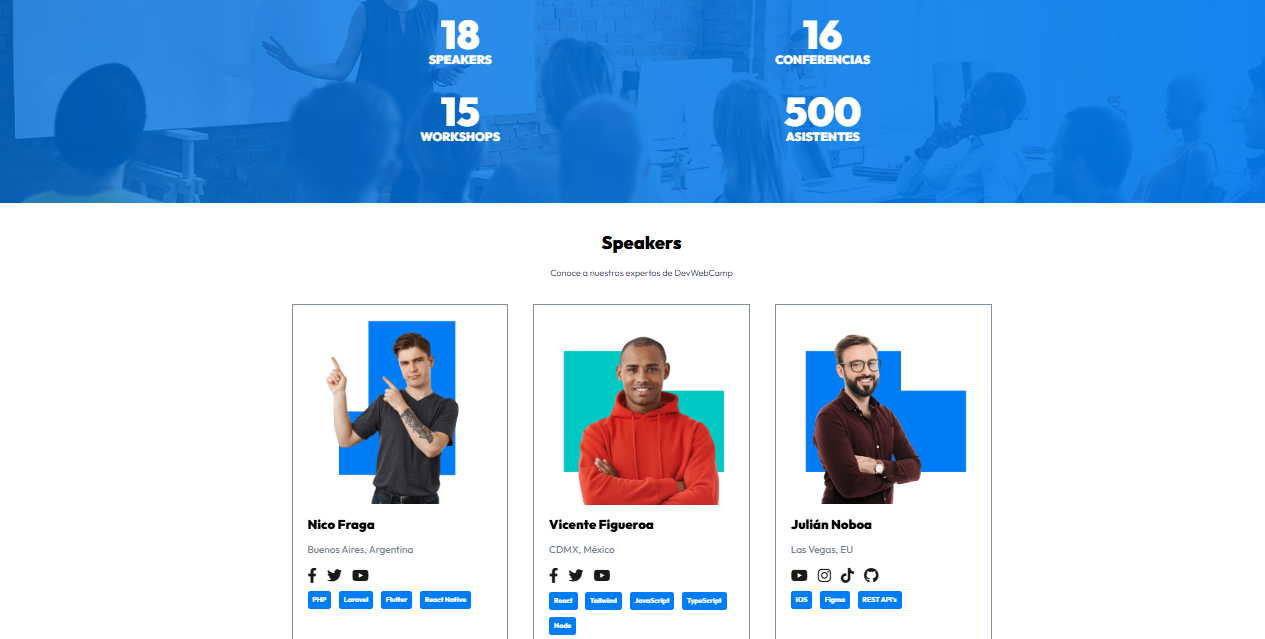 18
SPEAKERS
16
CONFERENCIAS
15
WORKSHOPS
500
ASISTENTES
Speakers
Conoce a nuestros expertos de DevWebCamp
Nico Fraga
Buenos Aires, Argentina
PHP Laravel Flutter React Native
Vicente Figueroa
CDMX, México
React Tailwind JavaScript TypeScript
Node
Julián Noboa
Las Vegas, EU
iOS Figma REST API's